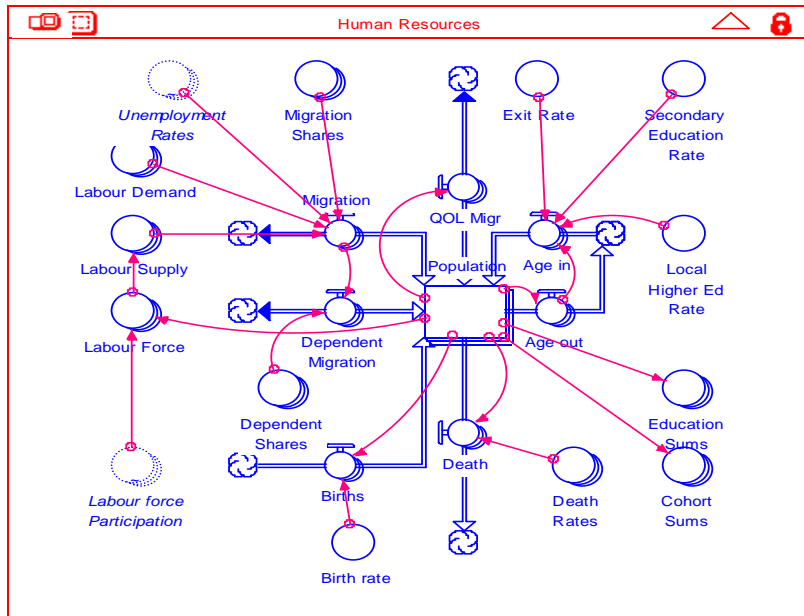 Human Resources
Unemployment
Rates
Migration
Shares
Exit Rate
Secondary
Education
Rate
Labour Demand
Migration
QOL Migr
Labour Supply
Population
Age in
Local
Higher Ed
Rate
Labour Force
Dependent
Migration
Age out
Dependent
Shares
Education
Sums
Death
Labour force
Participation
Births
Death
Rates
Cohort
Sums
Birth rate